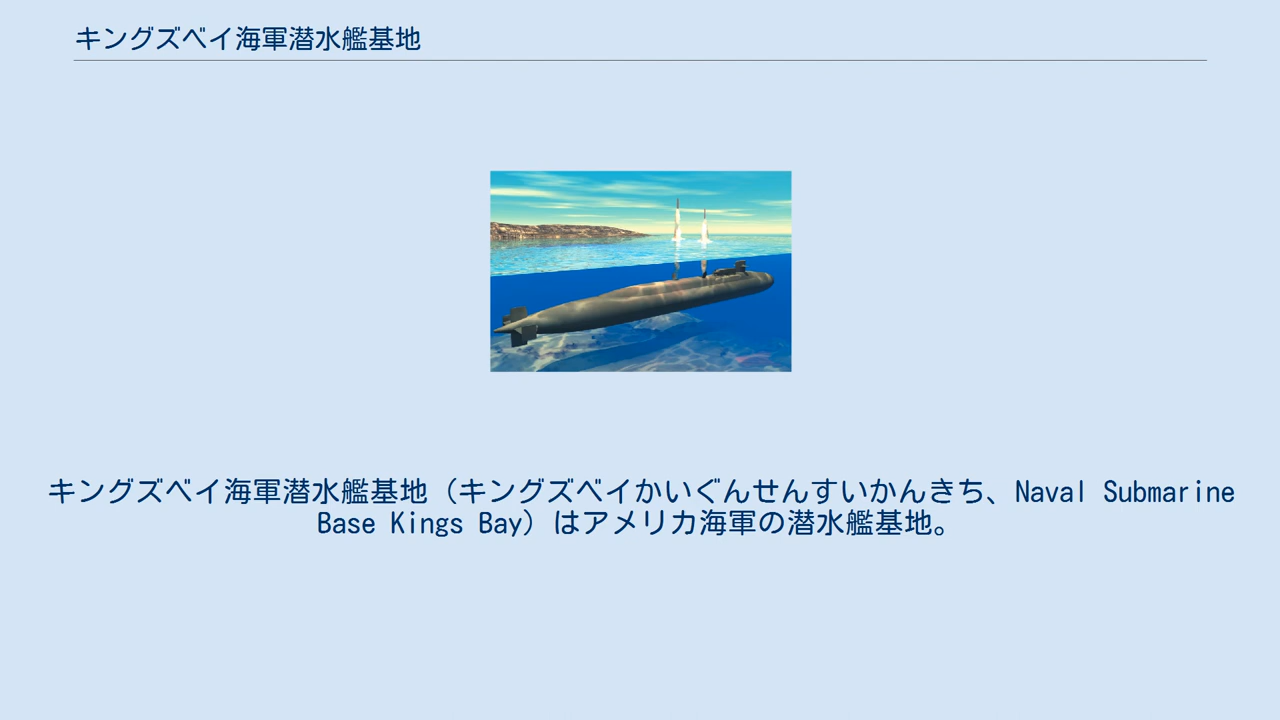 キングズベイ海軍潜水艦基地
キングズベイ海軍潜水艦基地（キングズベイかいぐんせんすいかんきち、Naval Submarine
Base Kings Bay）はアメリカ海軍の潜水艦基地。